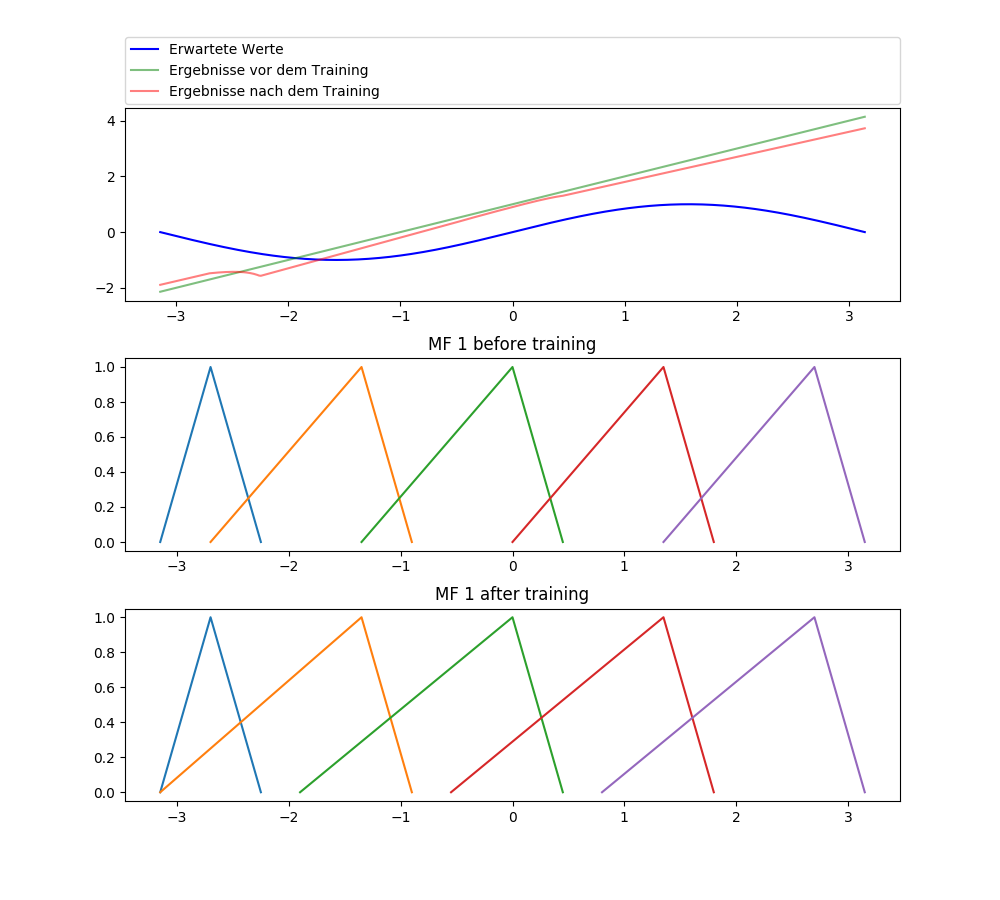 Erwartete Werte
Ergebnisse vor dem Training
Ergebnisse nach dem Training
4
2
0
−2
−3 −2 −1 0 1 2 3
MF 1 before training
1.0
0.8
0.6
0.4
0.2
0.0
−3 −2 −1 0 1 2 3
MF 1 after training
1.0
0.8
0.6
0.4
0.2
0.0
−3 −2 −1 0 1 2 3